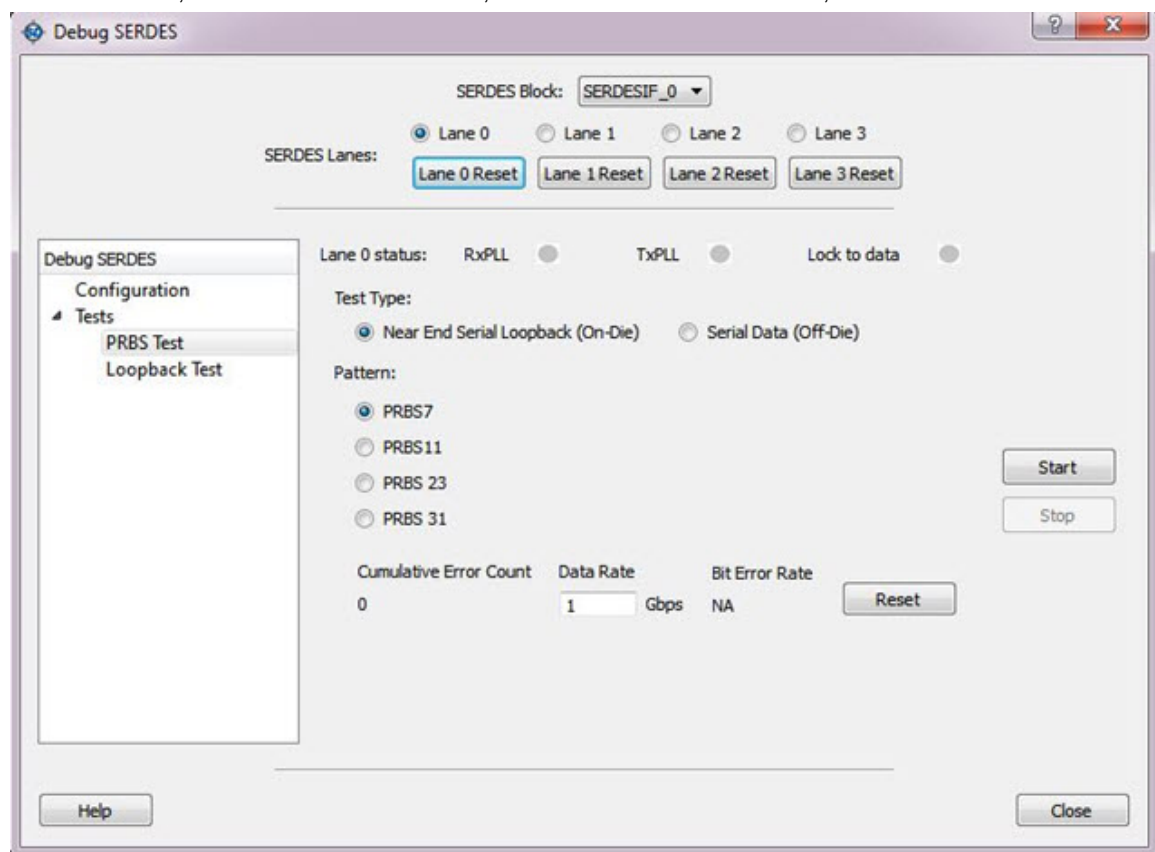 Debug SERDES
SERDES Block: SERDESIF_0
SERDES Lanes:
Lane 0 Lane 1 Lane 2 Lane 3
Lane 0 Reset Lane 1 Reset Lane 2 Reset Lane 3 Reset
Debug SERDES
Configuration
Tests
PRBS Test
Loopback Test
Lane 0 status: RxPLL TxPLL Lock to data
Test Type:
Near End Serial Loopback (On-Die) Serial Data (Off-Die)
Pattern:
PRBS7
PRBS11
PRBS 23
PRBS 31
Start
Stop
Cumulative Error Count Data Rate Bit Error Rate
0 1 Gbps NA Reset
Help Close